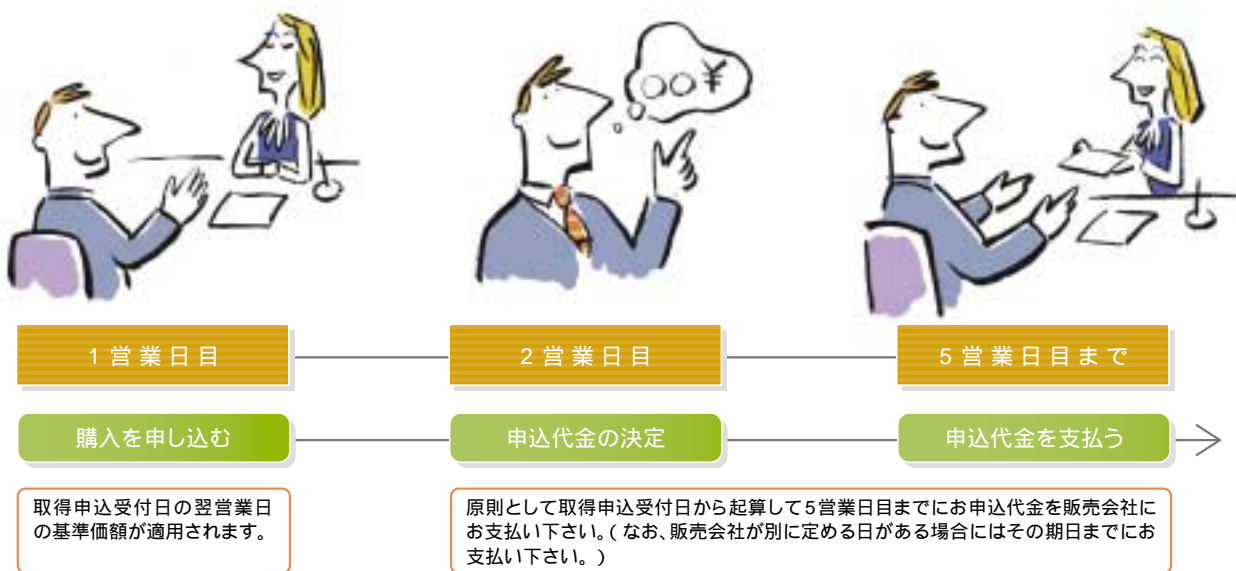 ○○¥
1営業日目
2営業日目
5営業日目まで
購入を申し込む
申込代金の決定
申込代金を支払う
取得申込受付日の翌営業日
の基準価額が適用されます。
原則として取得申込受付日から起算して5営業日目までにお申込代金を販売会社に
お支払い下さい。(なお、販売会社が別に定める日がある場合にはその期日までにお
支払い下さい。)